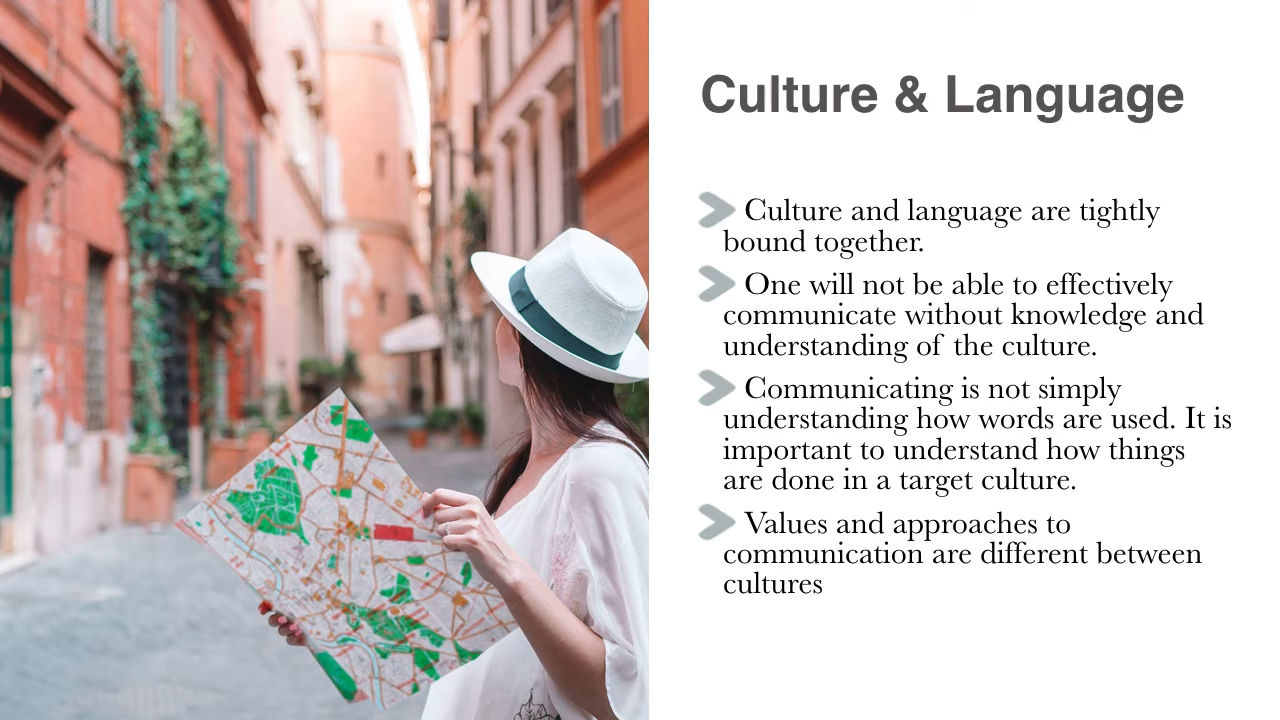 Culture & Language
Culture and language are tightly
bound together.
One will not be able to effectively
communicate without knowledge and
understanding of the culture.
Communicating is not simply
understanding how words are used. It is
important to understand how things
are done in a target culture.
Values and approaches to
communication are different between
cultures